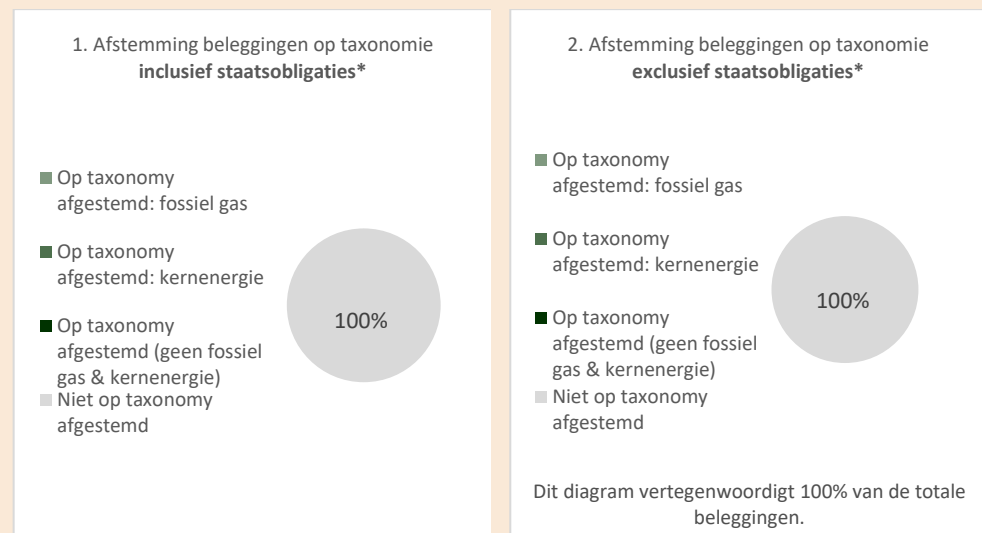 1. Afstemming beleggingen op taxonomie
inclusief staatsobligaties*
Op taxonomy
afgestemd: fossiel gas
Op taxonomy
afgestemd: kernenergie
Op taxonomy
afgestemd (geen fossiel
gas & kernenergie)
Niet op taxonomy
afgestemd
100%
2. Afstemming beleggingen op taxonomie
exclusief staatsobligaties*
Op taxonomy
afgestemd: fossiel gas
Op taxonomy
afgestemd: kernenergie
Op taxonomy
afgestemd (geen fossiel
gas & kernenergie)
Niet op taxonomy
afgestemd
100%
Dit diagram vertegenwoordigt 100% van de totale
beleggingen.